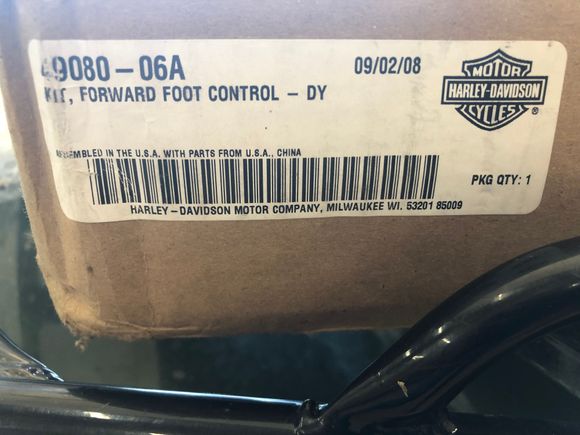 49080-06A 09/02/08
KIT, FORWARD FOOT CONTROL - DY
MOTOR
HARLEY-DAVIDSON
CYCLES ®
ASSEMBLED IN THE U.S.A. WITH PARTS FROM U.S.A., CHINA
PKG QTY: 1
HARLEY-DAVIDSON MOTOR COMPANY, MILWAUKEE WI. 53201 85009